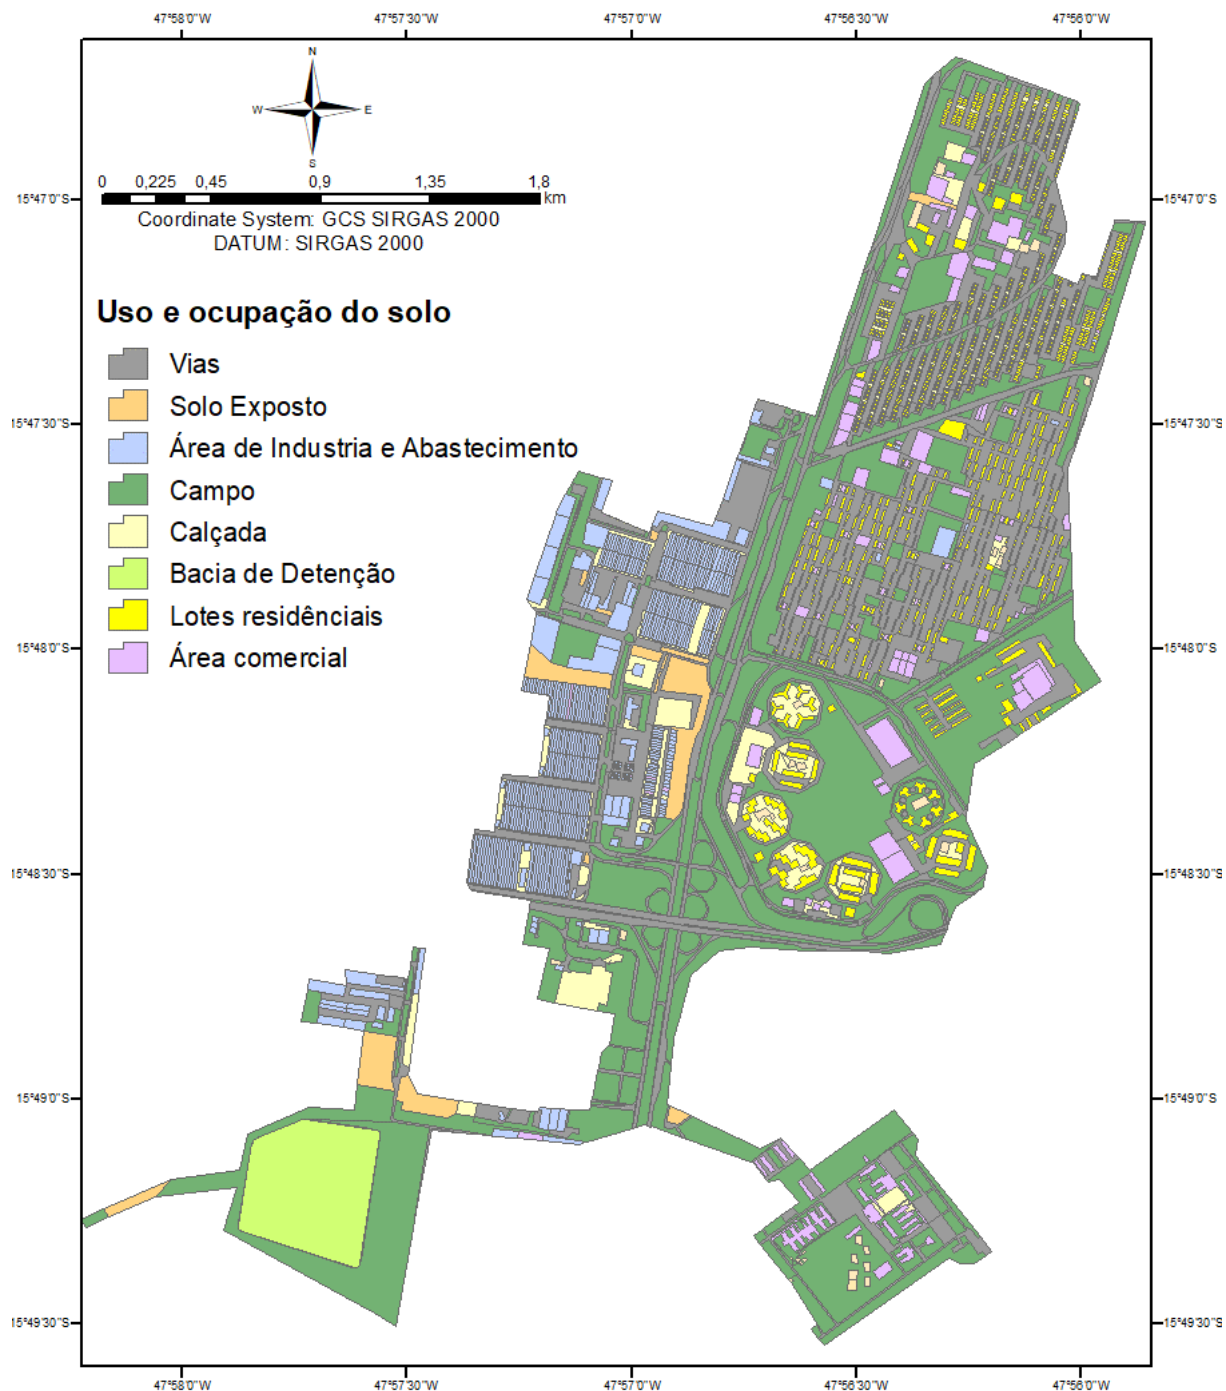 47°58'0"W 47°57'30"W 47°57'0"W 47°56'30"W 47°56'0"W
N
W E
S
0 0,225 0,45 0,9 1,35 1,8
km
Coordinate System: GCS SIRGAS 2000
DATUM: SIRGAS 2000
15°47'0"S 15°47'0"S
Uso e ocupação do solo
Vias
Solo Exposto
15°47'30"S 15°47'30"S
Área de Industria e Abastecimento
Campo
Calçada
Bacia de Detenção
Lotes residênciais
15°48'0"S 15°48'0"S
Área comercial
15°48'30"S 15°48'30"S
15°49'0"S 15°49'0"S
15°49'30"S 15°49'30"S
47°58'0"W 47°57'30"W 47°57'0"W 47°56'30"W 47°56'0"W